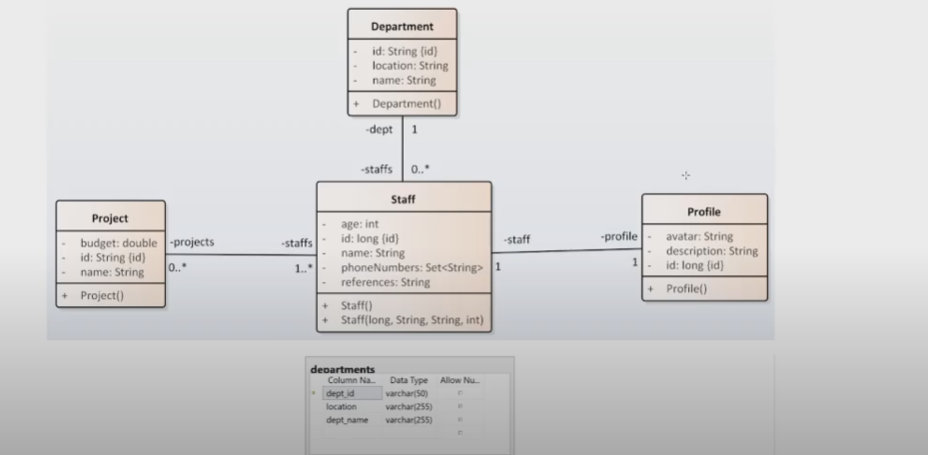 Department
- id: String {id}
- location: String
- name: String
+ Department()
-dept 1
-staffs 0..*
Staff
- age: int
- id: long {id}
- name: String
- phoneNumbers: Set<String>
- references: String
+ Staff()
+ Staff(long, String, String, int)
Project
- budget: double
- id: String {id}
- name: String
+ Project()
-projects
0..*
-staffs
1..*
-staff
1
-profile
1
Profile
- avatar: String
- description: String
- id: long {id}
+ Profile()
departments
Column Na... Data Type Allow Nu...
dept_id varchar(50)
location varchar(255)
dept_name varchar(255)